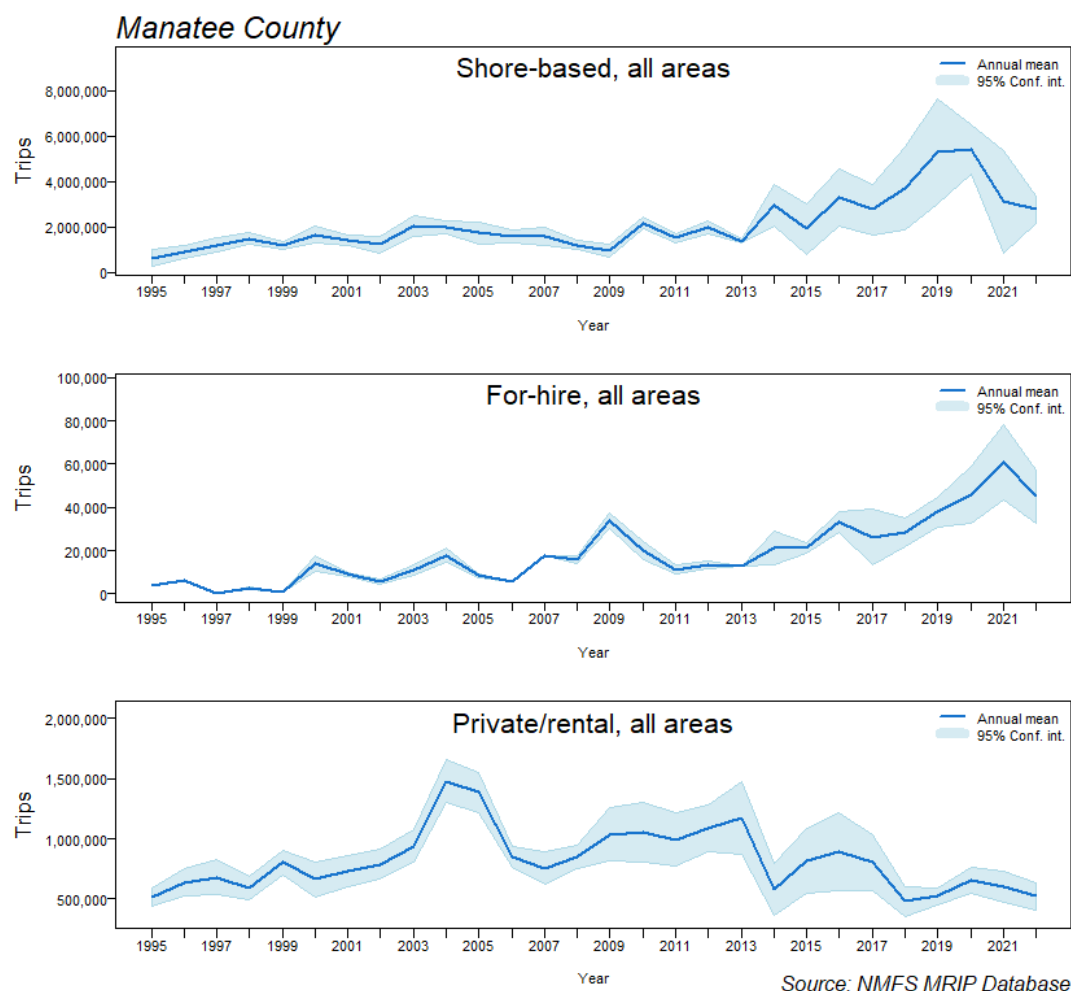 Manatee County
Shore-based, all areas
Annual mean
95% Conf. int.
Trips
8,000,000
6,000,000
4,000,000
2,000,000
0
1995 1997 1999 2001 2003 2005 2007 2009 2011 2013 2015 2017 2019 2021
Year
For-hire, all areas
Annual mean
95% Conf. int.
Trips
100,000
80,000
60,000
40,000
20,000
0
1995 1997 1999 2001 2003 2005 2007 2009 2011 2013 2015 2017 2019 2021
Year
Private/rental, all areas
Annual mean
95% Conf. int.
Trips
2,000,000
1,500,000
1,000,000
500,000
1995 1997 1999 2001 2003 2005 2007 2009 2011 2013 2015 2017 2019 2021
Year
Source: NMFS MRIP Database